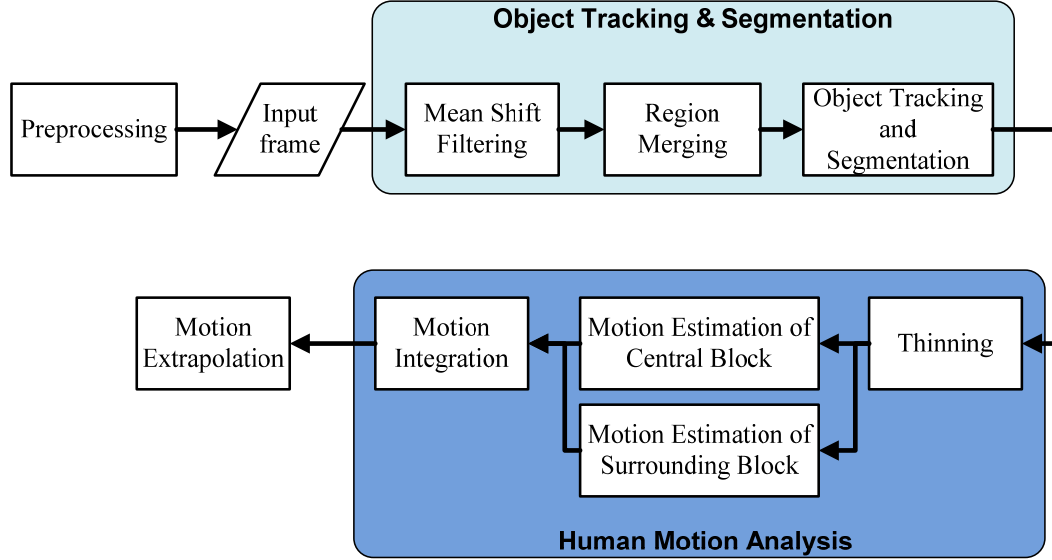 Object Tracking & Segmentation
Preprocessing
Input
frame
Mean Shift
Filtering
Region
Merging
Object Tracking
and
Segmentation
Thinning
Motion Estimation of
Central Block
Motion Estimation of
Surrounding Block
Motion
Integration
Motion
Extrapolation
Human Motion Analysis